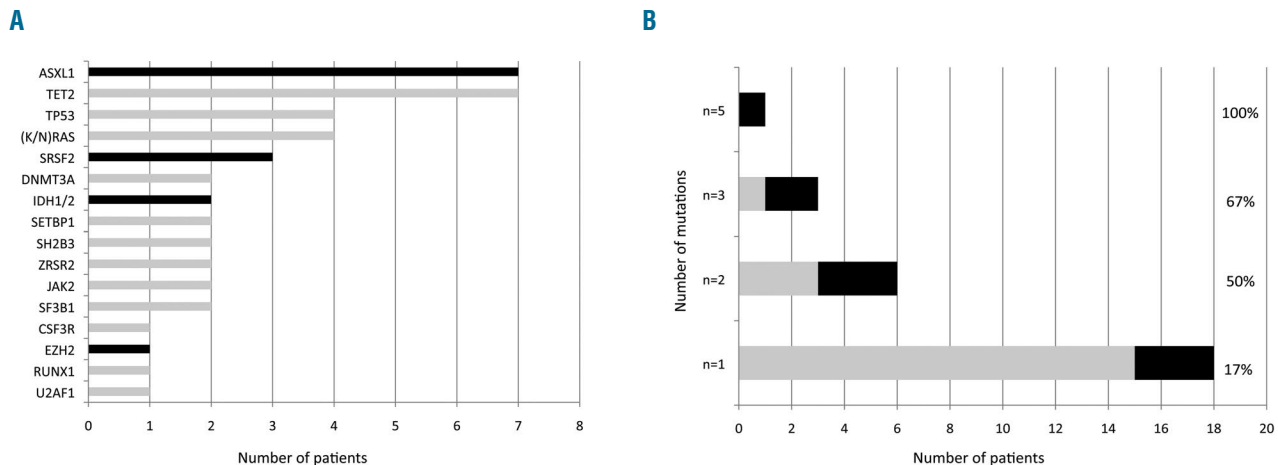 A
ASXL1
TET2
TP53
(K/N)RAS
SRSF2
DNMT3A
IDH1/2
SETBP1
SH2B3
ZRSR2
JAK2
SF3B1
CSF3R
EZH2
RUNX1
U2AF1
0 1 2 3 4 5 6 7 8
Number of patients
B
Number of mutations
n=5 100%
n=3 67%
n=2 50%
n=1 17%
0 2 4 6 8 10 12 14 16 18 20
Number of patients